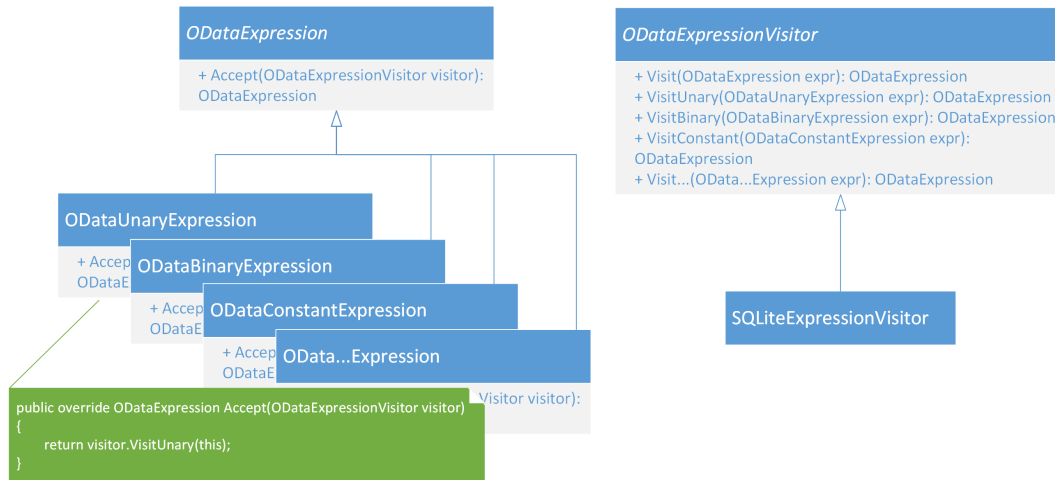 ODataExpression
+ Accept(ODataExpressionVisitor visitor):
ODataExpression
ODataExpressionVisitor
+ Visit(ODataExpression expr): ODataExpression
+ VisitUnary(ODataUnaryExpression expr): ODataExpression
+ VisitBinary(ODataBinaryExpression expr): ODataExpression
+ VisitConstant(ODataConstantExpression expr):
ODataExpression
+ Visit...(OData...Expression expr): ODataExpression
ODataUnaryExpression
+ Accep
ODataE
ODataBinaryExpression
+ Accep
ODataE
ODataConstantExpression
+ Accep
ODataE
OData...Expression
Visitor visitor):
public override ODataExpression Accept(ODataExpressionVisitor visitor)
{
return visitor.VisitUnary(this);
}
SQLiteExpressionVisitor